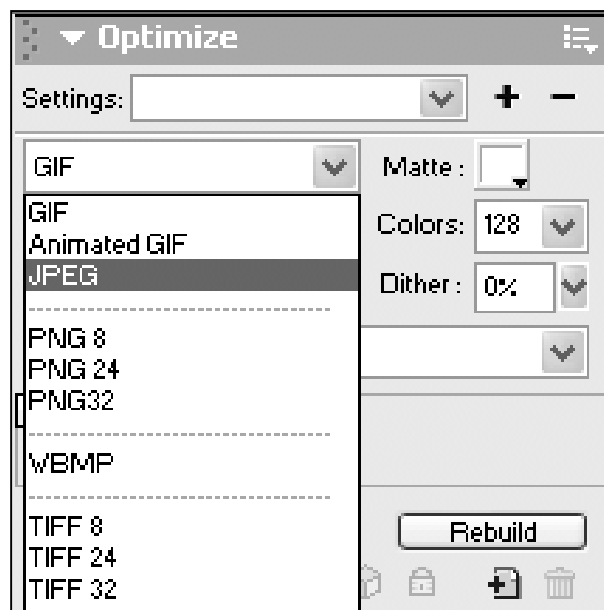 Optimize
Settings:
GIF
Matte :
GIF
Colors: 128
Animated GIF
JPEG
Dither : 0%
PNG 8
PNG 24
PNG32
WBMP
TIFF 8
Rebuild
TIFF 24
TIFF 32